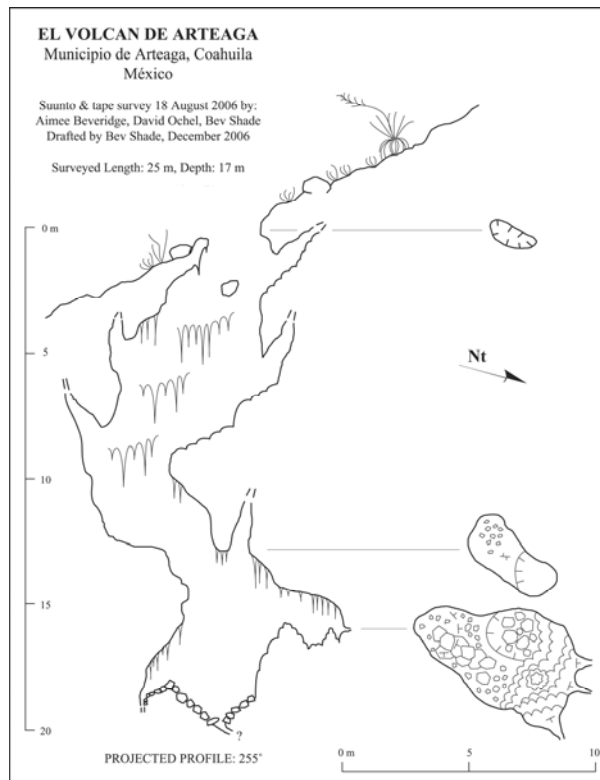 EL VOLCAN DE ARTEAGA
Municipio de Arteaga, Coahuila
México
Suunto & tape survey 18 August 2006 by:
Aimee Beveridge, David Ochel, Bev Shade
Drafted by Bev Shade, December 2006
Surveyed Length: 25 m, Depth: 17 m
0 m
5
Nt
10
15
20
?
PROJECTED PROFILE: 255°
0 m
5
10